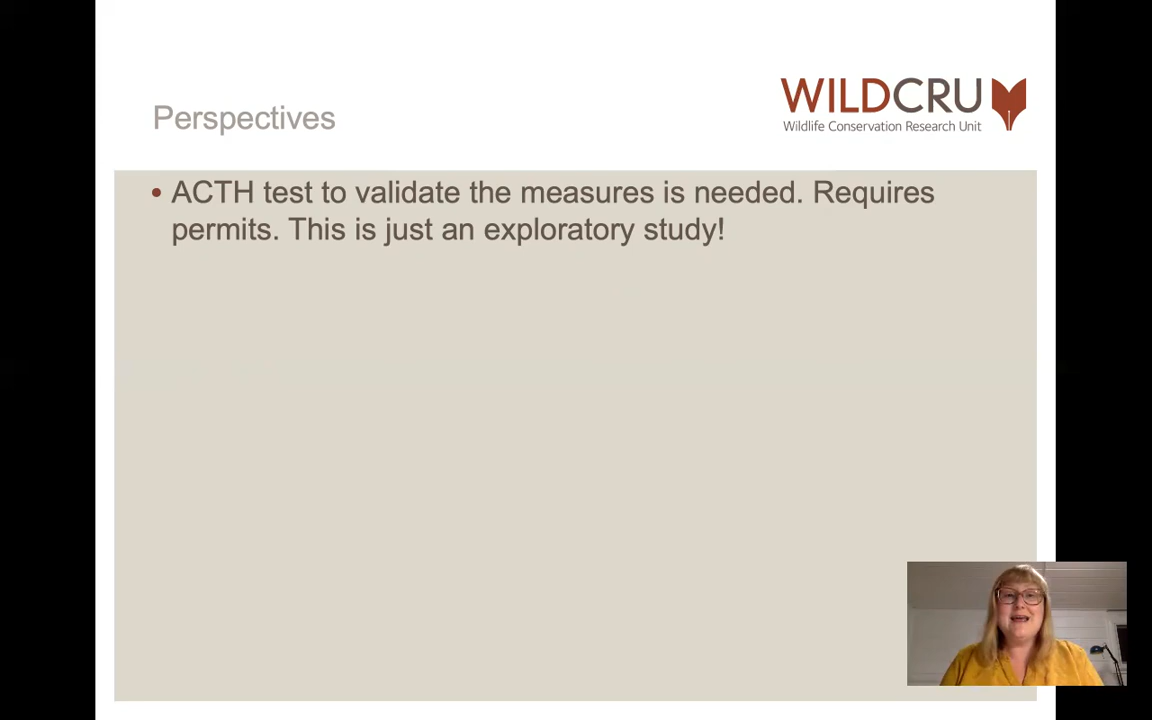 WILDCRU
Perspectives
Wildlife Conservation Research Unit
• ACTH test to validate the measures is needed. Requires
permits. This is just an exploratory study!